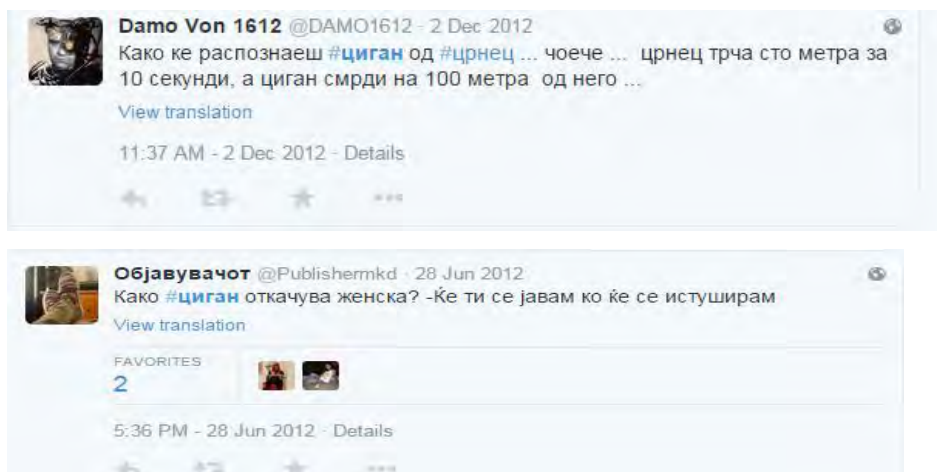 Damo Von 1612 @DAMO1612 · 2 Dec 2012
Како ке распознаеш #циган од #црнец ... чоече ... црнец трча сто метра за
10 секунди, а циган смрди на 100 метра од него ...
View translation
11:37 AM - 2 Dec 2012 · Details
Објавувачот @Publishermkd · 28 Jun 2012
Како #циган откачува женска? -Ќе ти се јавам ко ќе се истуширам
View translation
FAVORITES
2
5:36 PM - 28 Jun 2012 · Details